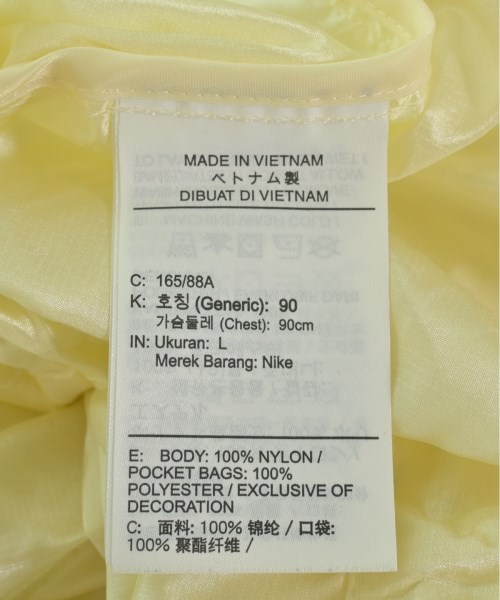 MADE IN VIETNAM
ベトナム製
DIBUAT DI VIETNAM
C: 165/88A
K: 호칭 (Generic): 90
가슴둘레 (Chest): 90cm
IN: Ukuran: L
Merek Barang: Nike
E: BODY: 100% NYLON /
POCKET BAGS: 100%
POLYESTER / EXCLUSIVE OF
DECORATION
C: 面料: 100% 锦纶 / 口袋:
100% 聚酯纤维 /